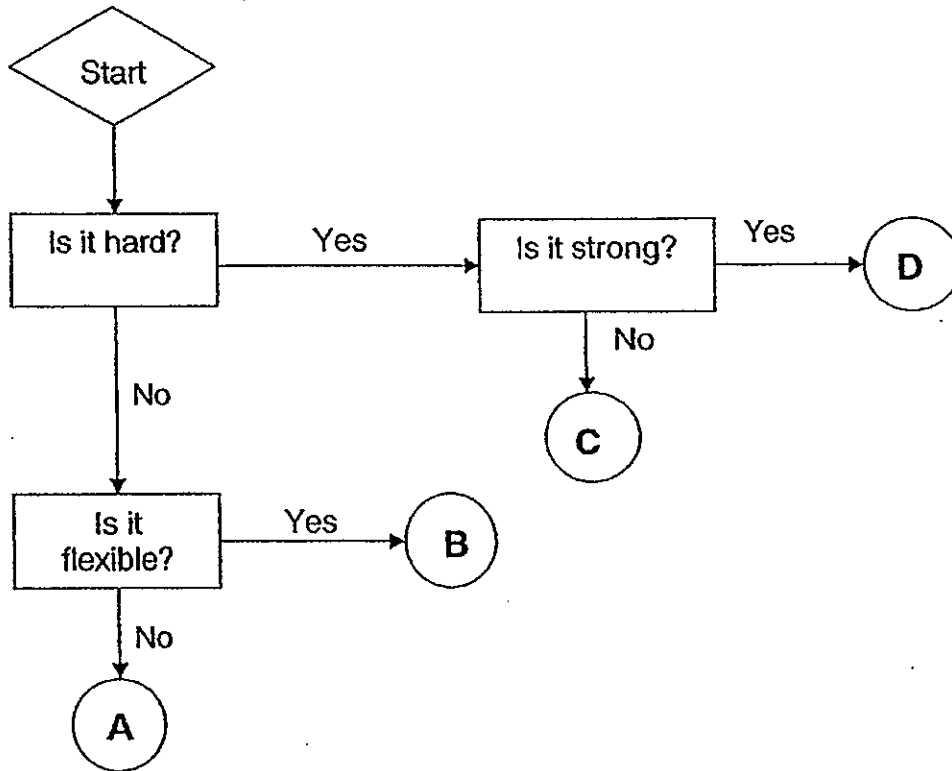 Start
Is it hard?
Yes
Is it strong?
Yes
D
No
C
No
Is it
flexible?
Yes
B
No
A